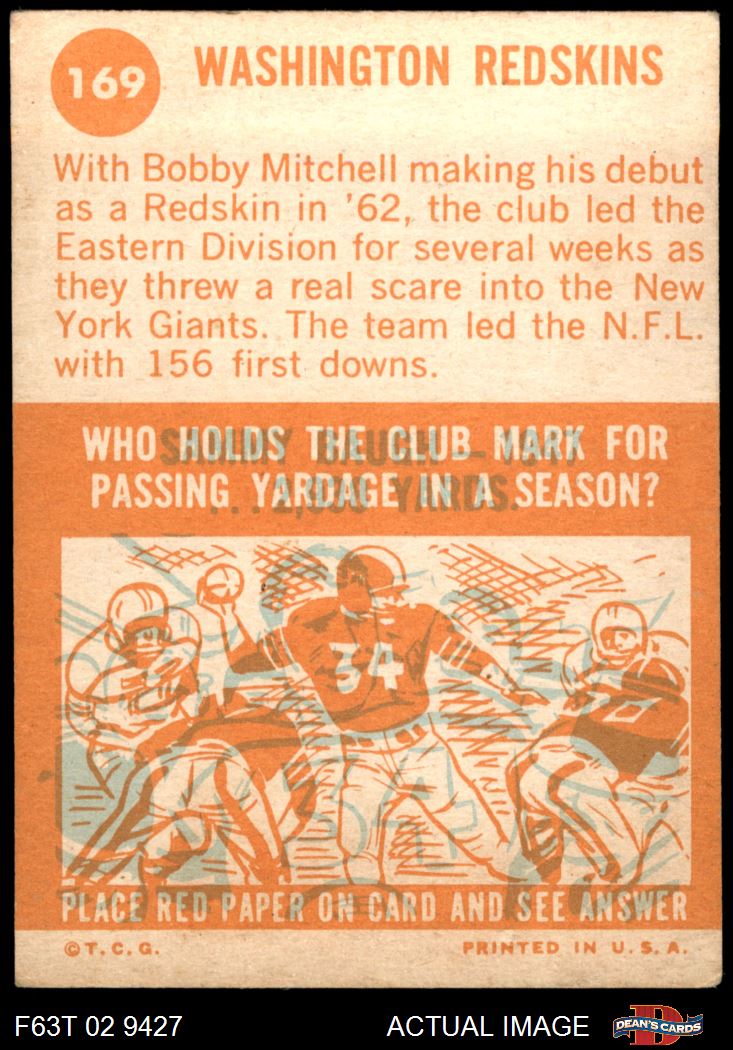 169
WASHINGTON REDSKINS
With Bobby Mitchell making his debut
as a Redskin in '62, the club led the
Eastern Division for several weeks as
they threw a real scare into the New
York Giants. The team led the N.F.L.
with 156 first downs.
WHO HOLDS THE CLUB MARK FOR
SAMMY BAUGH—
PASSING YARDAGE IN A SEASON?
YARDS.
34
PLACE RED PAPER ON CARD AND SEE ANSWER
©T.C.G.
PRINTED IN U.S.A.
F63T 02 9427
ACTUAL IMAGE
D
DEAN'S CARDS